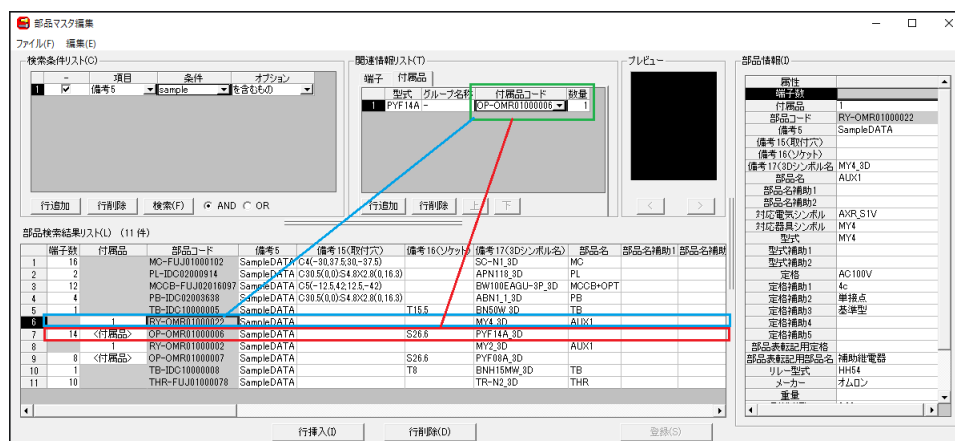 部品マスタ編集
ファイル(F) 編集(E)
検索条件リスト(C)
- 項目 条件 オプション
1 備考5 sample を含むもの
行追加 行削除 検索(F) AND OR
関連情報リスト(T)
端子 付属品
型式 グループ名称 付属品コード 数量
1 PYF14A - OP-OMR01000006 1
行追加 行削除 上 下
プレビュー
< >
部品検索結果リスト(L) (11 件)
端子数 付属品 部品コード 備考5 備考15(取付穴) 備考16(ソケット) 備考17(3Dシンボル名) 部品名 部品名補助1 部品名補助
1 16 MC-FUJ01000102 SampleDATA C4(-30,37.5,30,-37.5) SC-N1_3D MC
2 2 PL-IDC02000914 SampleDATA C30.5(0,0):S4.8X2.8(0,16.3) APN118_3D PL
3 12 MCCB-FUJ02016097 SampleDATA C5(-12.5,42,12.5,-42) BW100EAGU-3P_3D MCCB+OPT
4 4 PB-IDC02003638 SampleDATA C30.5(0,0):S4.8X2.8(0,16.3) ABN1_1_3D PB
5 1 TB-IDC10000005 SampleDATA T15.5 BN50W_3D TB
6 1 RY-OMR01000022 SampleDATA MY4_3D AUX1
7 14 <付属品> OP-OMR01000006 SampleDATA S26.6 PYF14A_3D
8 1 RY-OMR01000002 SampleDATA MY2_3D AUX1
9 8 <付属品> OP-OMR01000007 SampleDATA S26.6 PYF08A_3D
10 1 TB-IDC10000008 SampleDATA T8 BNH15MW_3D TB
11 10 THR-FUJ01000078 SampleDATA TR-N2_3D THR
行挿入(I) 行削除(D) 登録(S)
部品情報(I)
属性
端子数
付属品 1
部品コード RY-OMR01000022
備考5 SampleDATA
備考15(取付穴)
備考16(ソケット)
備考17(3Dシンボル名 MY4_3D
部品名 AUX1
部品名補助1
部品名補助2
対応電気シンボル AXR_S1V
対応器具シンボル MY4
型式 MY4
型式補助1
型式補助2
定格 AC100V
定格補助1 4c
定格補助2 単接点
定格補助3 基準型
定格補助4
定格補助5
部品表転記用定格
部品表転記用部品名 補助継電器
リレー型式 HH54
メーカー オムロン
重量